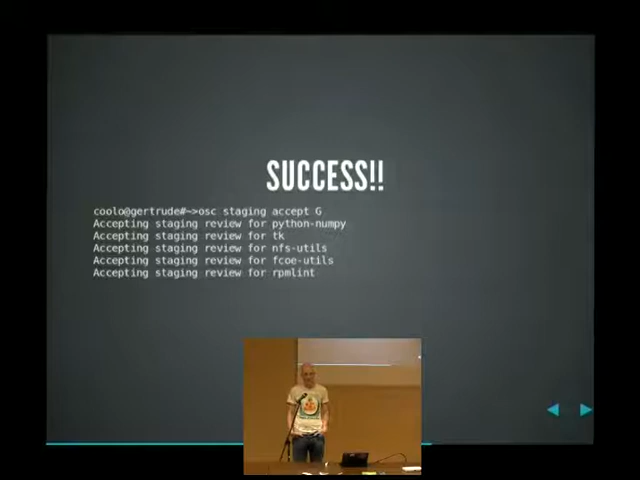 SUCCESS!!
coolo@gertrude#~>osc staging accept G
Accepting staging review for python-numpy
Accepting staging review for tk
Accepting staging review for nfs-utils
Accepting staging review for fcoe-utils
Accepting staging review for rpmlint